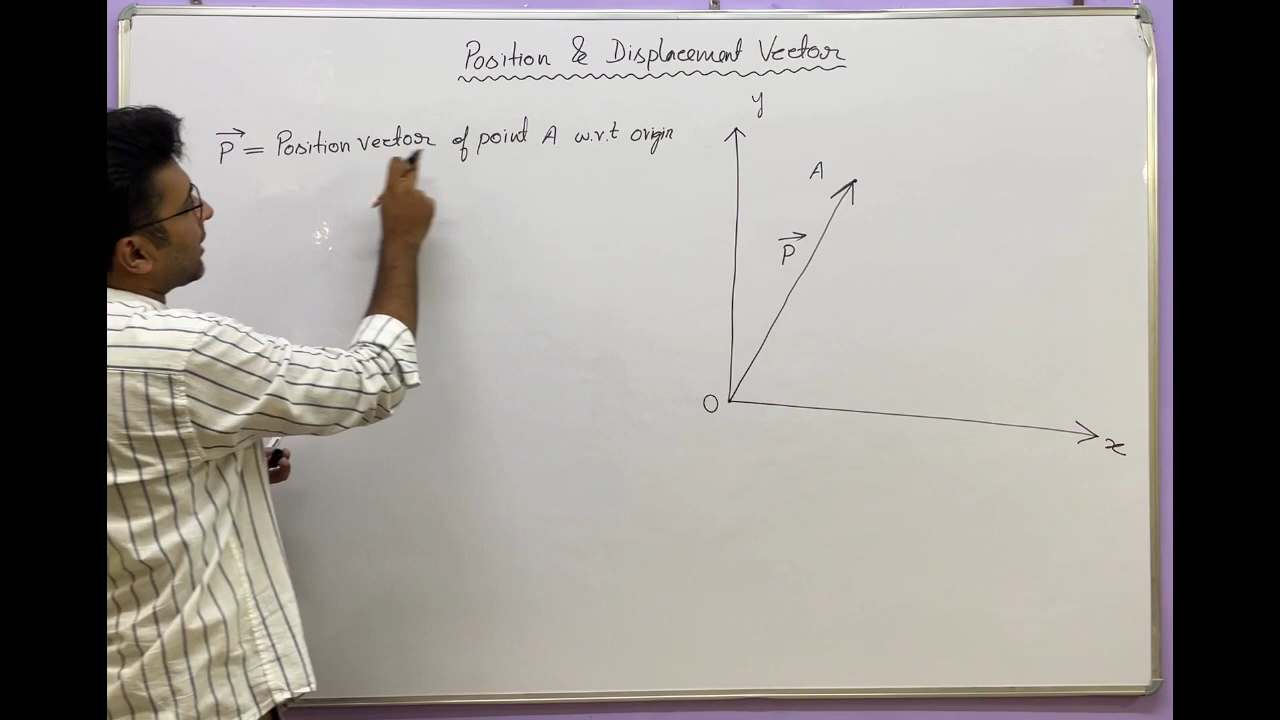 Position & Displacement Vector
P = Position vector of point A w.r.t origin
y
A
P
O
x